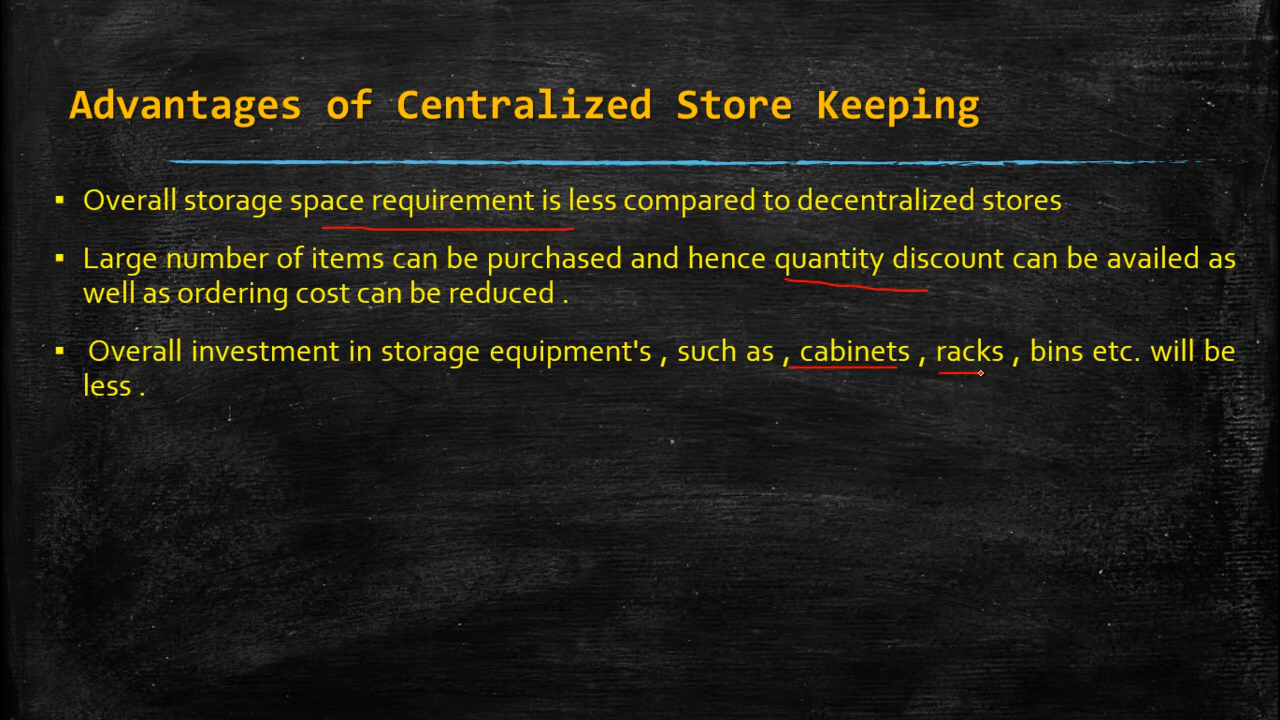 Advantages of Centralized Store Keeping
▪ Overall storage space requirement is less compared to decentralized stores
▪ Large number of items can be purchased and hence quantity discount can be availed as
well as ordering cost can be reduced .
▪ Overall investment in storage equipment's , such as , cabinets , racks , bins etc. will be
less .